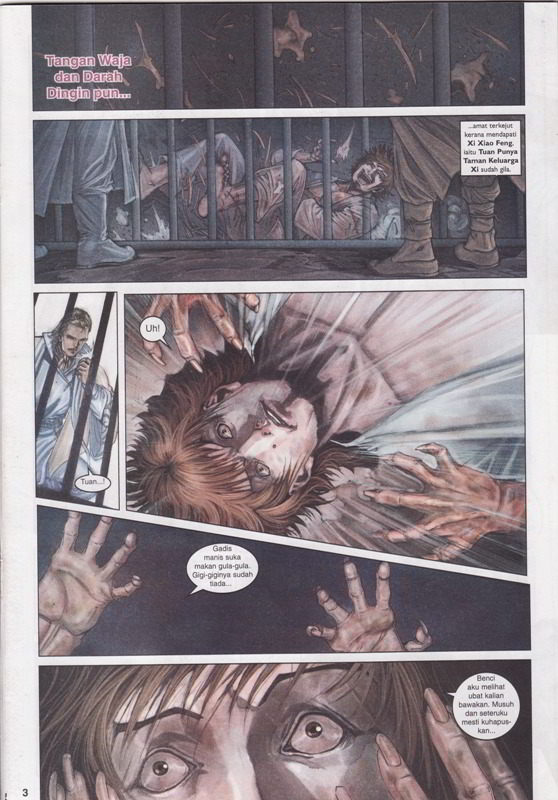 Tangan Waja
dan Darah
Dingin pun...
...amat terkejut
kerana mendapati
Xi Xiao Feng,
iaitu Tuan Punya
Taman Keluarga
Xi sudah gila.
Uh!
Tuan...!
Gadis
manis suka
makan gula-gula.
Gigi-giginya sudah
tiada...
Benci
aku melihat
ubat kalian
bawakan. Musuh
dan seteruku
mesti kuhapus-
kan...
3